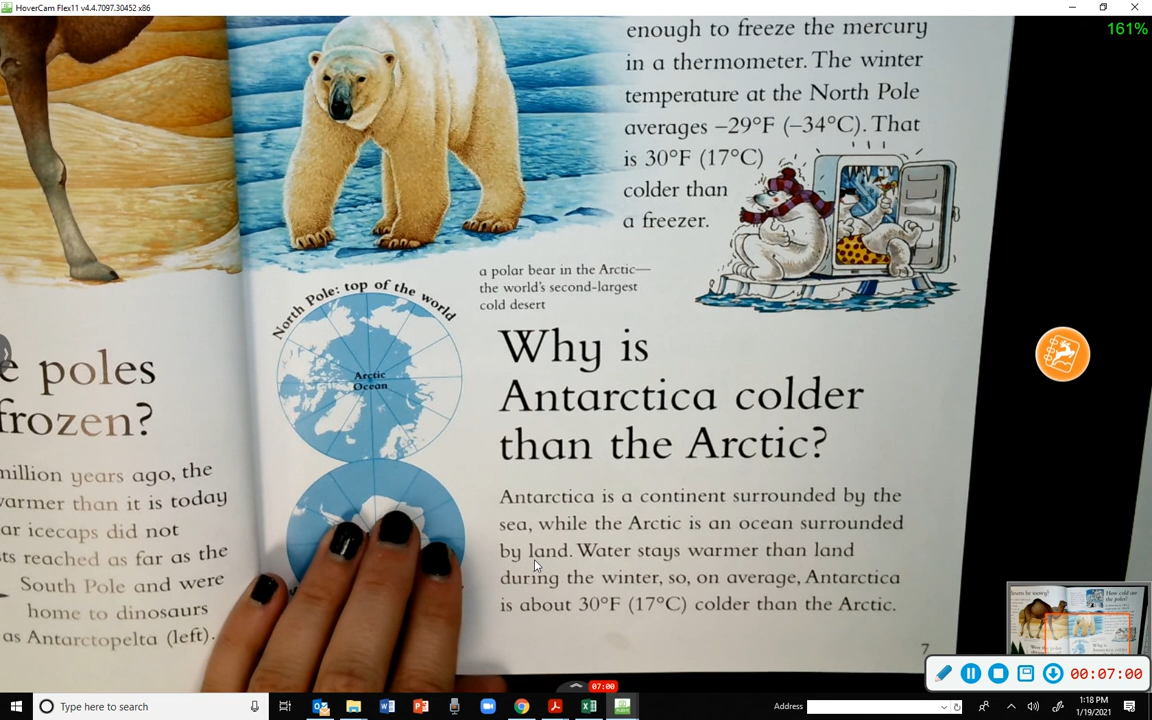 HoverCam Flex11 v4.4.7097.30452 x86
161%
enough to freeze the mercury
in a thermometer. The winter
temperature at the North Pole
averages –29°F (–34°C). That
is 30°F (17°C)
colder than
a freezer.
a polar bear in the Arctic—
the world's second-largest
cold desert
North Pole: top of the world
Arctic
Ocean
Why is
Antarctica colder
than the Arctic?
Antarctica is a continent surrounded by the
sea, while the Arctic is an ocean surrounded
by land. Water stays warmer than land
during the winter, so, on average, Antarctica
is about 30°F (17°C) colder than the Arctic.
7
e poles
frozen?
million years ago, the
warmer than it is today
ar icecaps did not
ts reached as far as the
South Pole and were
home to dinosaurs
as Antarctopelta (left).
How cold are
the poles?
00:07:00
07:00
Type here to search
Address
1:18 PM
1/19/2021